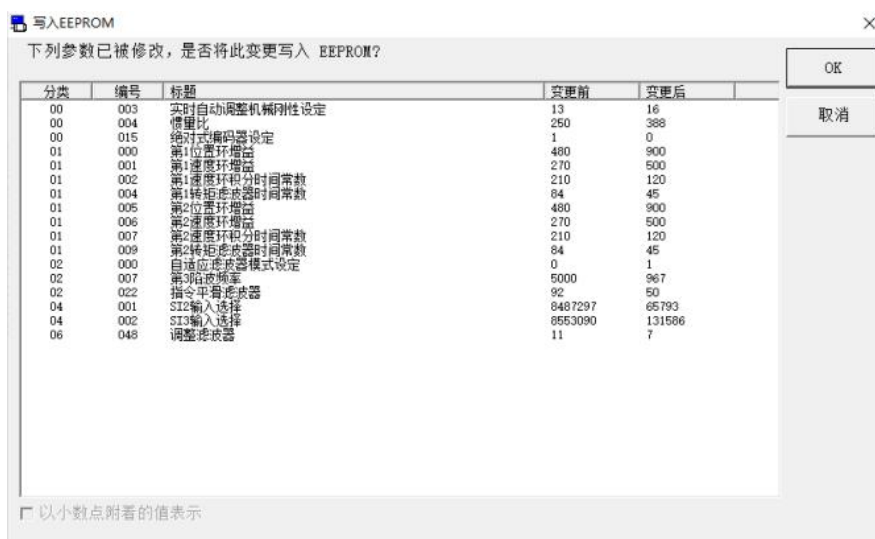 写入EEPROM
下列参数已被修改，是否将此变更写入 EEPROM?
OK
取消
分类 编号 标题 变更前 变更后
00 003 实时自动调整机械刚性设定 13 16
00 004 惯量比 250 388
00 015 绝对式编码器设定 1 0
01 000 第1位置环增益 480 900
01 001 第1速度环增益 270 500
01 002 第1速度环积分时间常数 210 120
01 004 第1转矩滤波器时间常数 84 45
01 005 第2位置环增益 480 900
01 006 第2速度环增益 270 500
01 007 第2速度环积分时间常数 210 120
01 009 第2转矩滤波器时间常数 84 45
02 000 自适应滤波器模式设定 0 1
02 007 第3陷波频率 5000 967
02 022 指令平滑滤波器 92 50
04 001 SI2输入选择 8487297 65793
04 002 SI3输入选择 8553090 131586
06 048 调整滤波器 11 7
以小数点附着的值表示